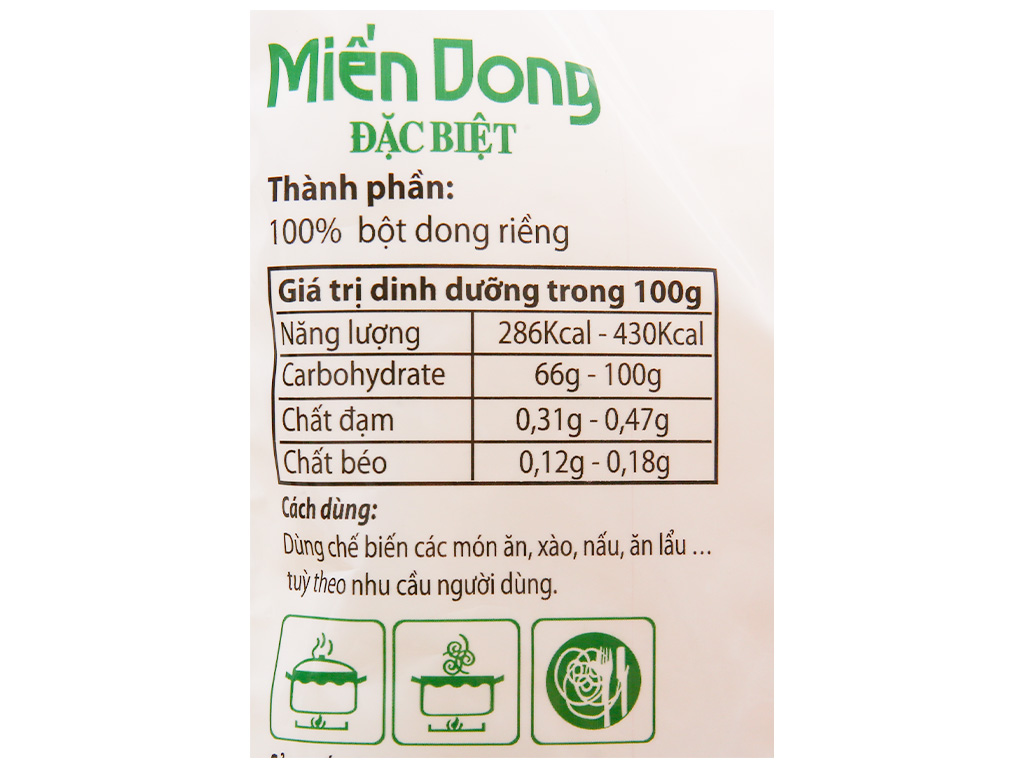 Miến Dong
ĐẶC BIỆT
Thành phần:
100% bột dong riềng
Giá trị dinh dưỡng trong 100g
Năng lượng 286Kcal - 430Kcal
Carbohydrate 66g - 100g
Chất đạm 0,31g - 0,47g
Chất béo 0,12g - 0,18g
Cách dùng:
Dùng chế biến các món ăn, xào, nấu, ăn lẩu ...
tuỳ theo nhu cầu người dùng.